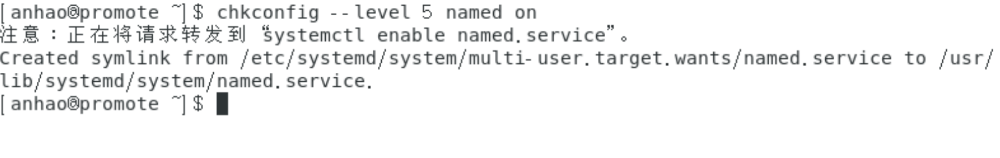 [anhao@promote ~]$ chkconfig --level 5 named on
注意：正在将请求转发到“systemctl enable named.service”。
Created symlink from /etc/systemd/system/multi-user.target.wants/named.service to /usr/
lib/systemd/system/named.service.
[anhao@promote ~]$